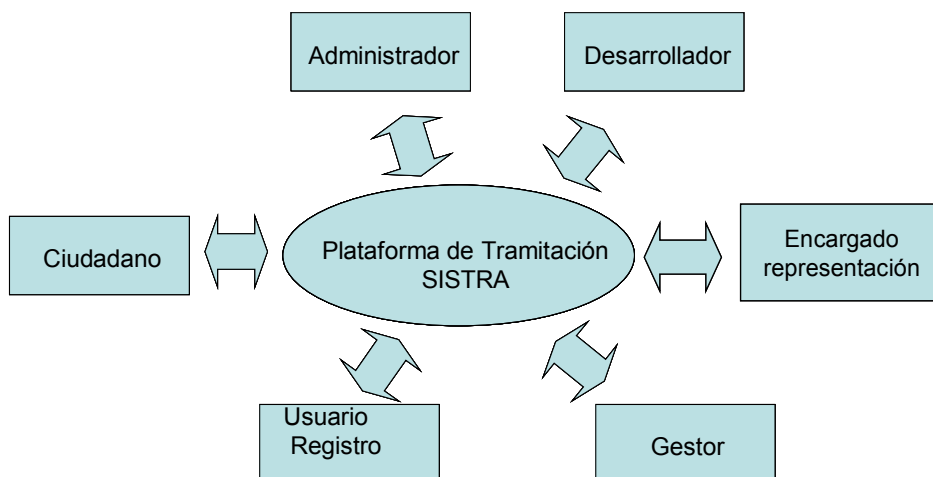 Administrador
Desarrollador
Ciudadano
Plataforma de Tramitación
SISTRA
Encargado
representación
Usuario
Registro
Gestor